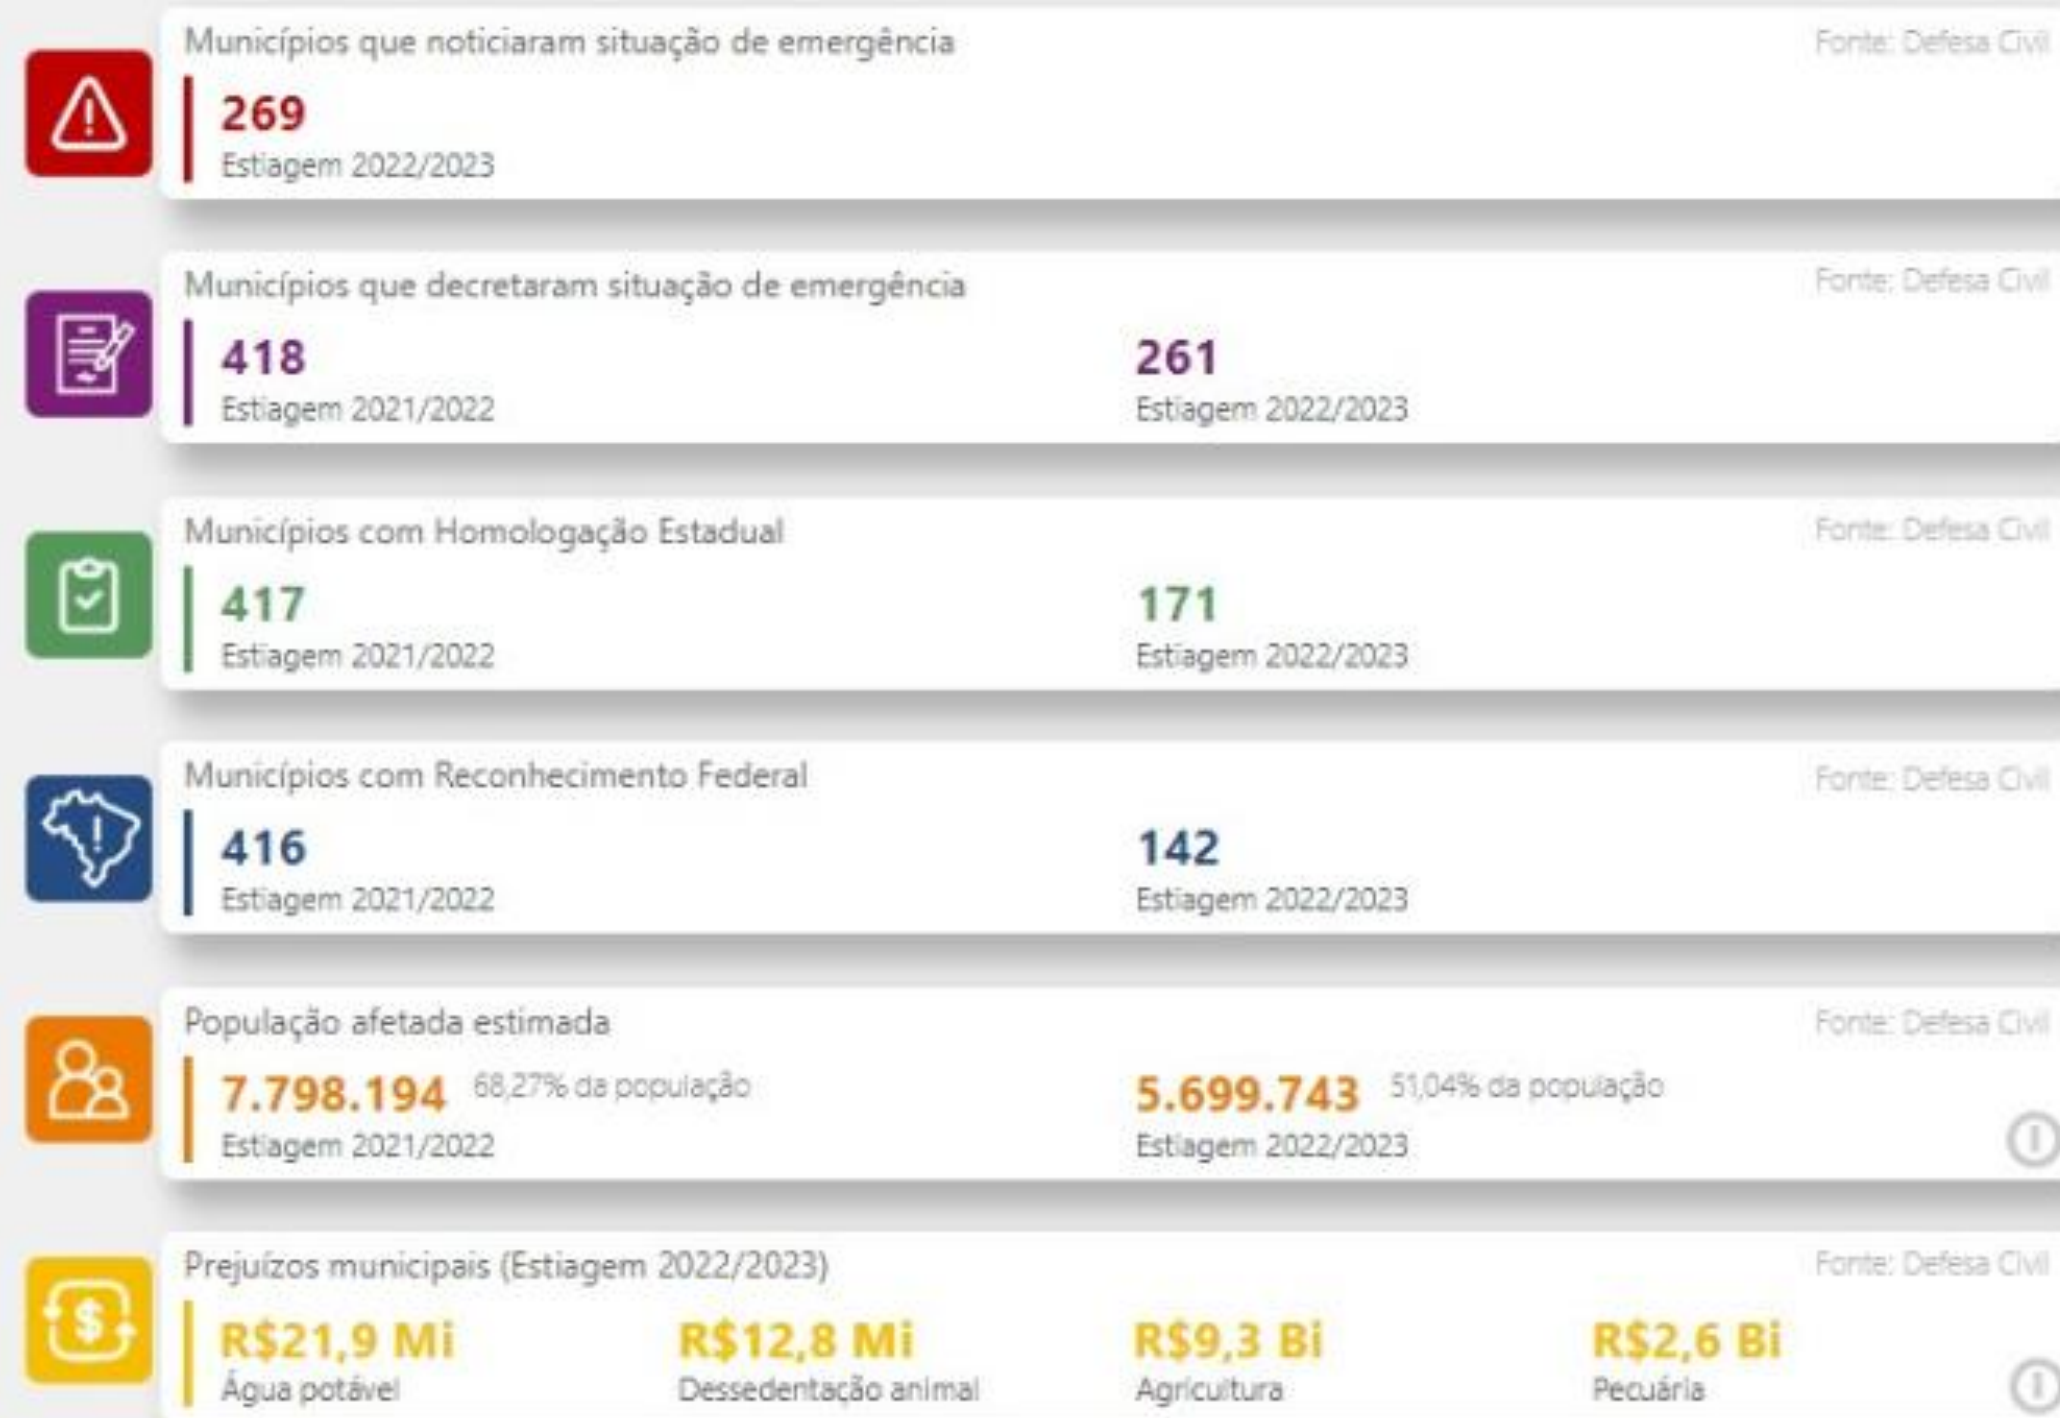 Municípios que noticiaram situação de emergência
Fonte: Defesa Civil
269
Estiagem 2022/2023
Municípios que decretaram situação de emergência
Fonte: Defesa Civil
418
261
Estiagem 2021/2022
Estiagem 2022/2023
Municípios com Homologação Estadual
Fonte: Defesa Civil
417
171
Estiagem 2021/2022
Estiagem 2022/2023
Municípios com Reconhecimento Federal
Fonte: Defesa Civil
416
142
Estiagem 2021/2022
Estiagem 2022/2023
População afetada estimada
Fonte: Defesa Civil
7.798.194 68,27% da população
5.699.743 51,04% da população
Estiagem 2021/2022
Estiagem 2022/2023
Prejuízos municipais (Estiagem 2022/2023)
Fonte: Defesa Civil
R$21,9 Mi
R$12,8 Mi
R$9,3 Bi
R$2,6 Bi
Água potável
Dessedentação animal
Agricultura
Pecuária